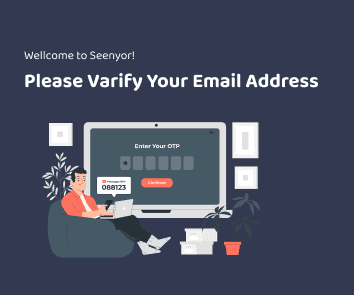 Wellcome to Seenyor!
Please Varify Your Email Address
Enter Your OTP
088123
Continue